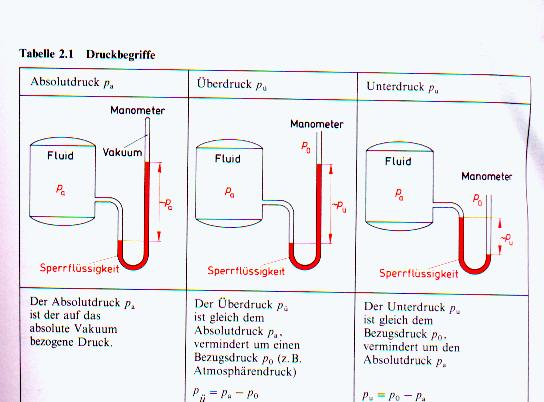 Tabelle 2.1 Druckbegriffe
Absolutdruck pa
Manometer
Fluid
Vakuum
pa
~pa
Sperrflüssigkeit
Der Absolutdruck pa
ist der auf das
absolute Vakuum
bezogene Druck.
Überdruck pü
Manometer
p0
Fluid
pa
~pu
Sperrflüssigkeit
Der Überdruck pü
ist gleich dem
Absolutdruck pa,
vermindert um einen
Bezugsdruck p0 (z. B.
Atmosphärendruck)
pü = pa − p0
Unterdruck pu
Fluid
Manometer
pa
p0
~pu
Sperrflüssigkeit
Der Unterdruck pu
ist gleich dem
Bezugsdruck p0,
vermindert um den
Absolutdruck pa
pu = p0 − pa